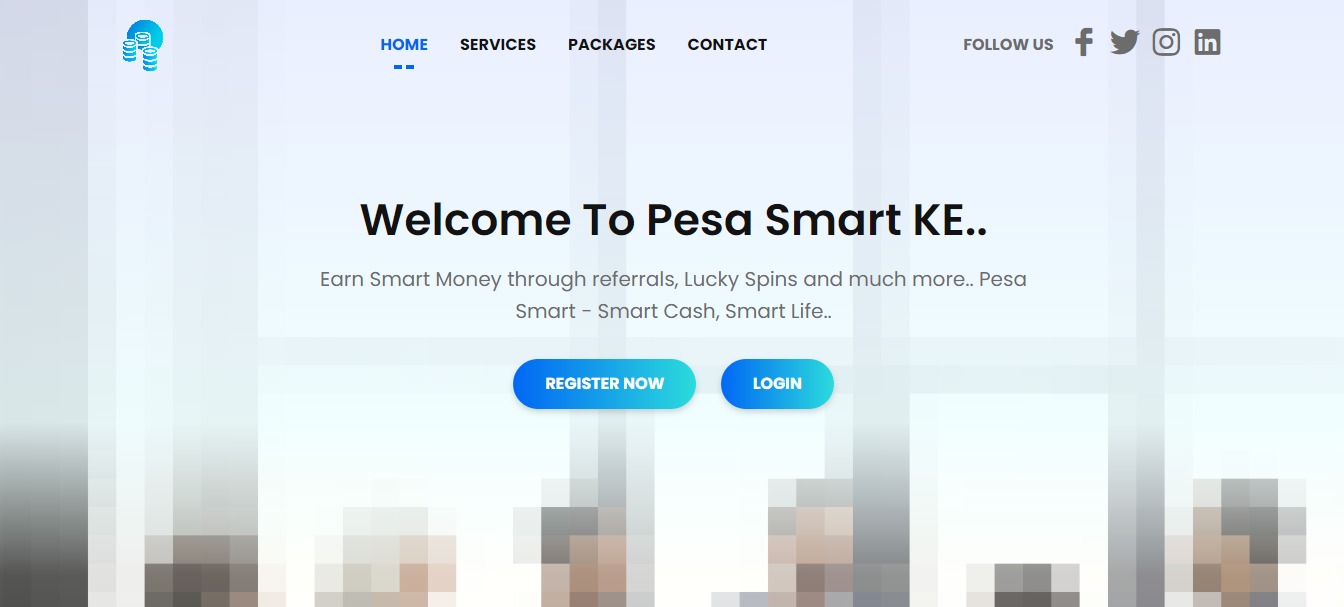 HOME SERVICES PACKAGES CONTACT FOLLOW US
Welcome To Pesa Smart KE..
Earn Smart Money through referrals, Lucky Spins and much more.. Pesa
Smart - Smart Cash, Smart Life..
REGISTER NOW LOGIN